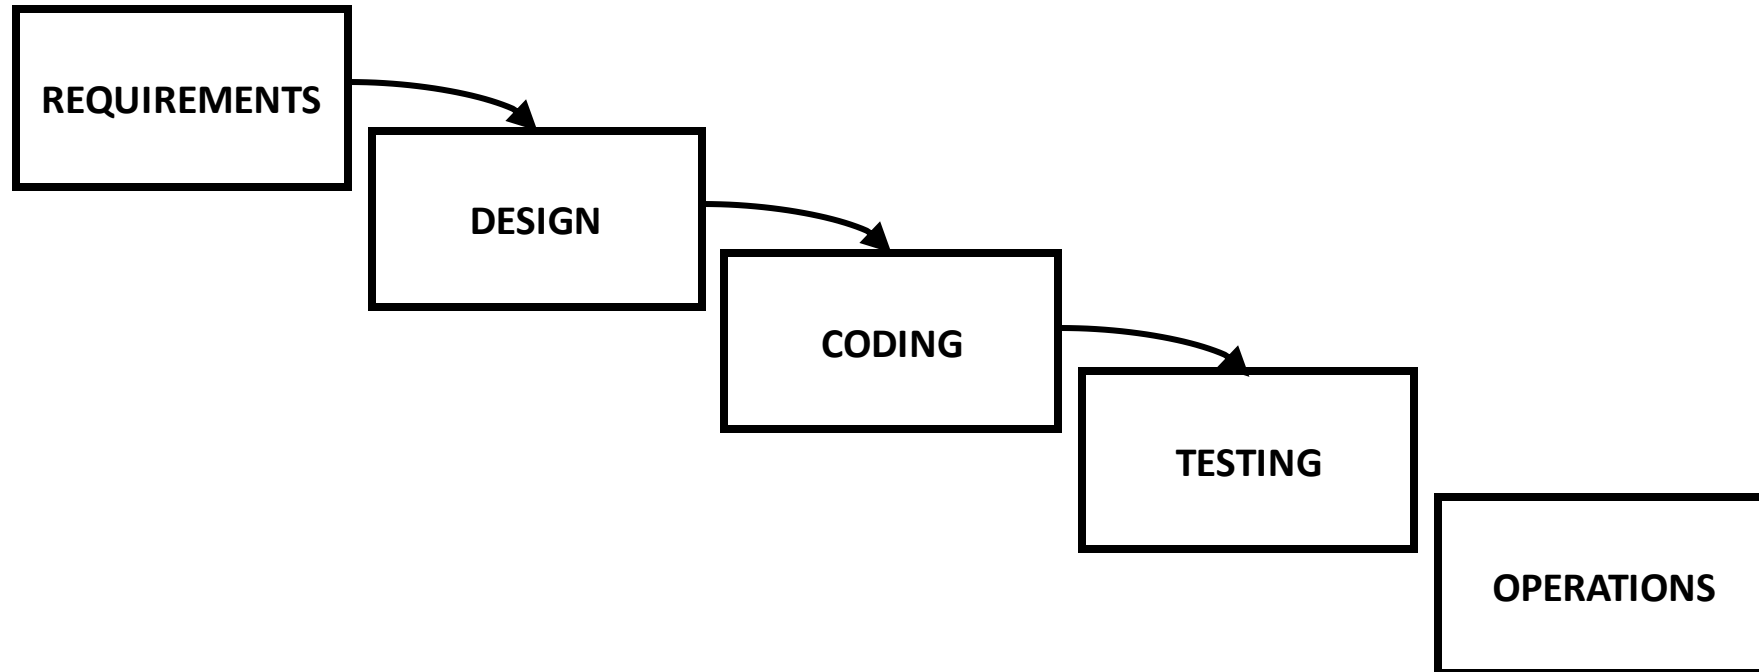 REQUIREMENTS
DESIGN
CODING
TESTING
OPERATIONS